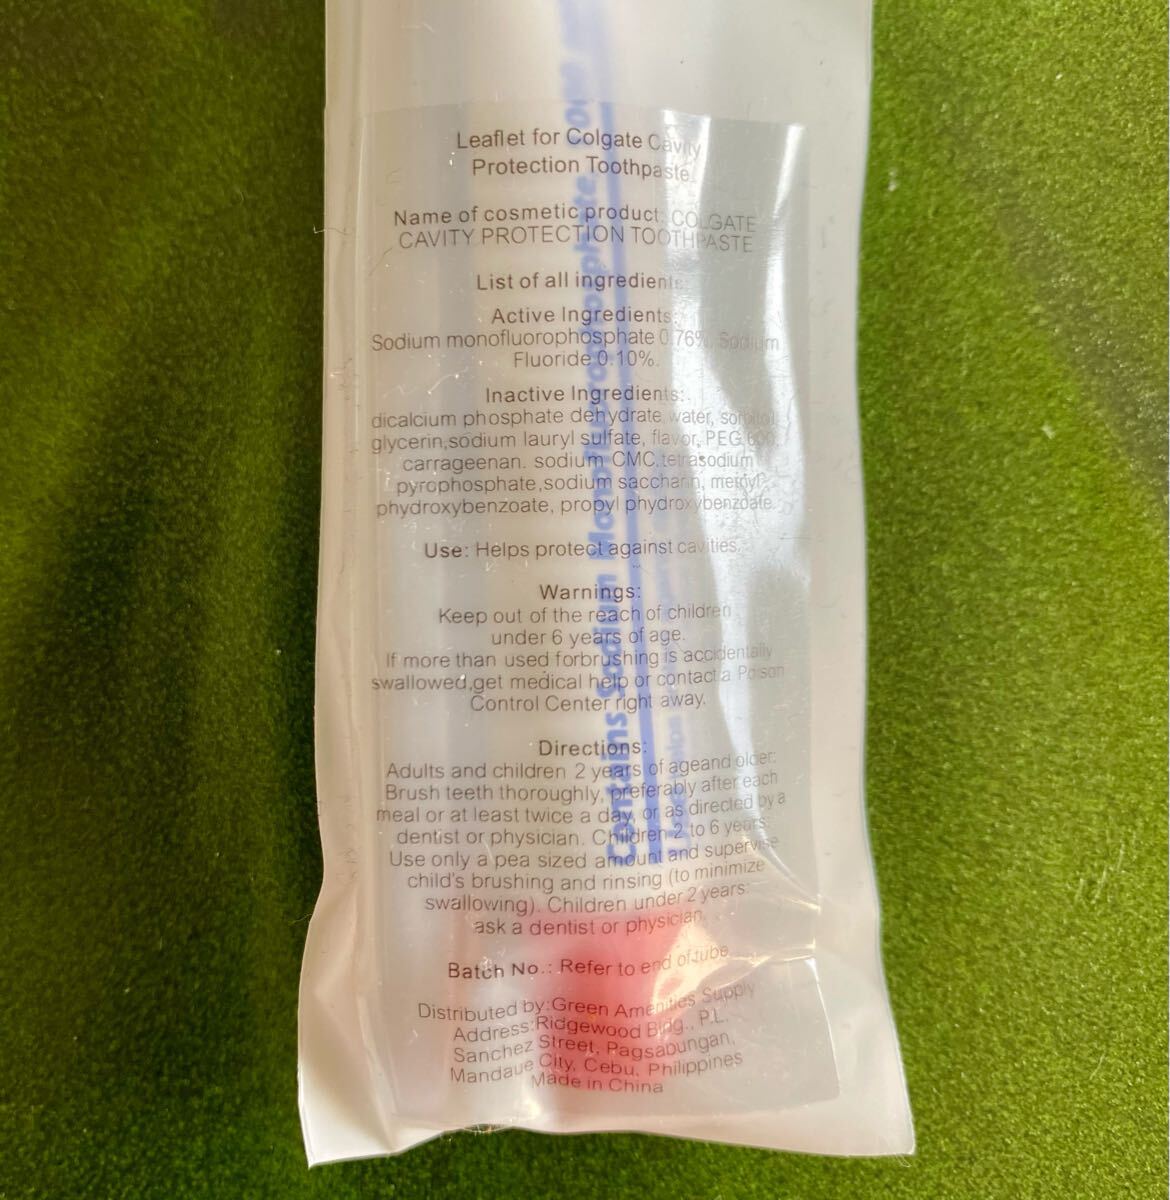 Leaflet for Colgate Cavity
Protection Toothpaste.
Name of cosmetic product: COLGATE
CAVITY PROTECTION TOOTHPASTE
List of all ingredients:
Active Ingredients:
Sodium monofluorophosphate 0.76%, Sodium
Fluoride 0.10%.
Inactive Ingredients:.
dicalcium phosphate dehydrate, water, sorbitol,
glycerin,sodium lauryl sulfate, flavor, PEG 600,
carrageenan. sodium CMC,tetrasodium
pyrophosphate,sodium saccharin, methyl
phydroxybenzoate, propyl phydroxybenzoate.
Use: Helps protect against cavities.
Warnings:
Keep out of the reach of children
under 6 years of age.
If more than used forbrushing is accidentally
swallowed,get medical help or contact a Poison
Control Center right away.
Directions:
Adults and children 2 years of ageand older:
Brush teeth thoroughly, preferably after each
meal or at least twice a day, or as directed by a
dentist or physician. Children 2 to 6 years:
Use only a pea sized amount and supervise
child's brushing and rinsing (to minimize
swallowing). Children under 2 years:
ask a dentist or physician.
Batch No.: Refer to end of tube
Distributed by:Green Amenities Supply
Address:Ridgewood Bldg., P.L.
Sanchez Street, Pagsabungan,
Mandaue City, Cebu, Philippines
Made in China
Contains Sodium Monofluorophosphate